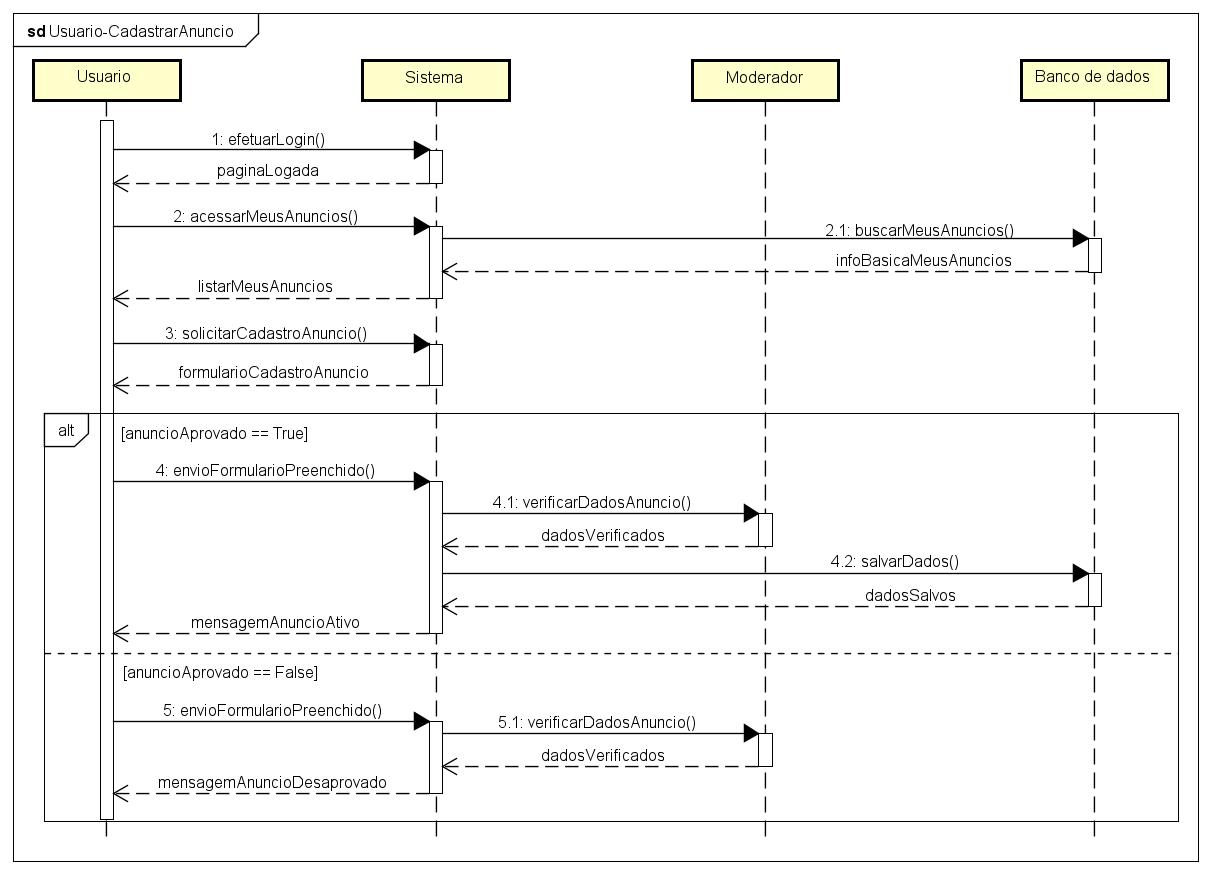 sd Usuario-CadastrarAnuncio
Usuario
Sistema
Moderador
Banco de dados
1: efetuarLogin()
paginaLogada
2: acessarMeusAnuncios()
2.1: buscarMeusAnuncios()
infoBasicaMeusAnuncios
listarMeusAnuncios
3: solicitarCadastroAnuncio()
formularioCadastroAnuncio
alt
[anuncioAprovado == True]
4: envioFormularioPreenchido()
4.1: verificarDadosAnuncio()
dadosVerificados
4.2: salvarDados()
dadosSalvos
mensagemAnuncioAtivo
[anuncioAprovado == False]
5: envioFormularioPreenchido()
5.1: verificarDadosAnuncio()
dadosVerificados
mensagemAnuncioDesaprovado